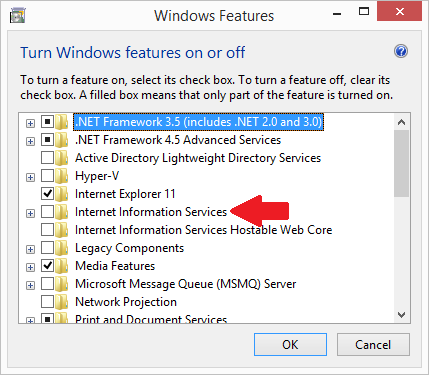 Windows Features
Turn Windows features on or off
To turn a feature on, select its check box. To turn a feature off, clear its
check box. A filled box means that only part of the feature is turned on.
.NET Framework 3.5 (includes .NET 2.0 and 3.0)
.NET Framework 4.5 Advanced Services
Active Directory Lightweight Directory Services
Hyper-V
Internet Explorer 11
Internet Information Services
Internet Information Services Hostable Web Core
Legacy Components
Media Features
Microsoft Message Queue (MSMQ) Server
Network Projection
Print and Document Services
OK
Cancel